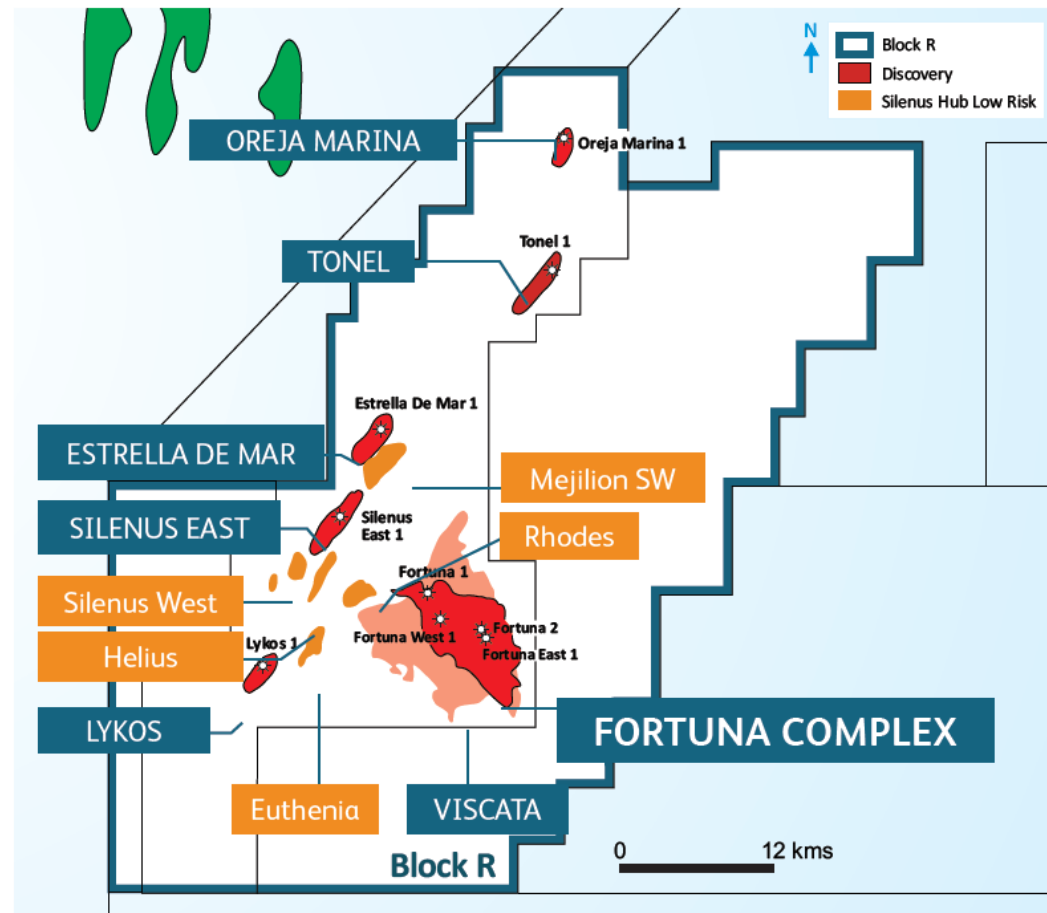 N
Block R
Discovery
Silenus Hub Low Risk
OREJA MARINA
Oreja Marina 1
TONEL
Tonel 1
Estrella De Mar 1
ESTRELLA DE MAR
Mejilion SW
SILENUS EAST
Silenus
East 1
Rhodes
Fortuna 1
Silenus West
Fortuna 2
Fortuna West 1
Fortuna East 1
Helius
Lykos 1
LYKOS
FORTUNA COMPLEX
Euthenia
VISCATA
Block R
0
12 kms